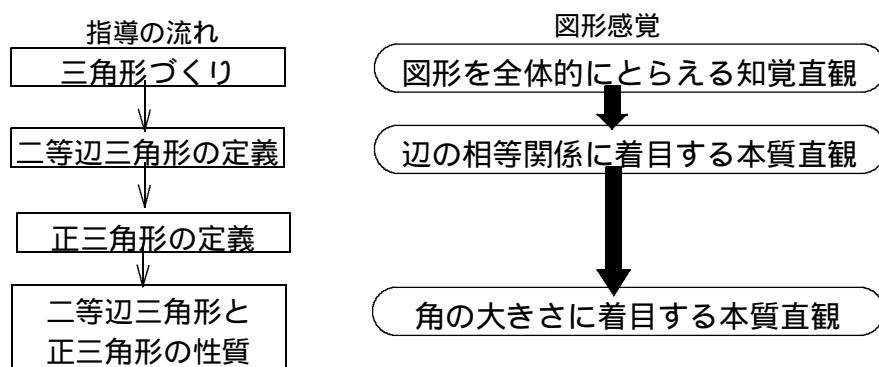 指導の流れ
三角形づくり
二等辺三角形の定義
正三角形の定義
二等辺三角形と
正三角形の性質
図形感覚
図形を全体的にとらえる知覚直観
辺の相等関係に着目する本質直観
角の大きさに着目する本質直観